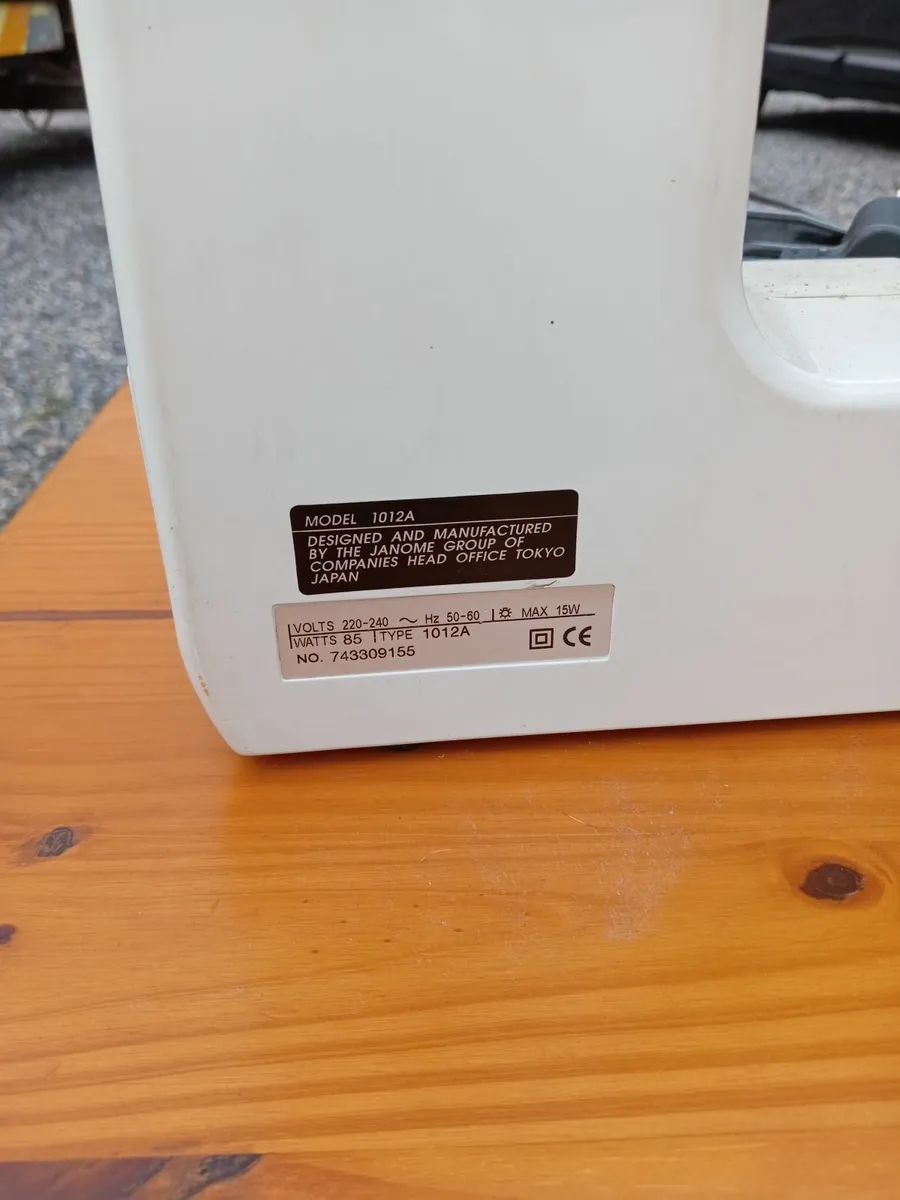 MODEL 1012A
DESIGNED AND MANUFACTURED
BY THE JANOME GROUP OF
COMPANIES HEAD OFFICE TOKYO
JAPAN
VOLTS 220-240 ~ Hz 50-60 MAX 15W
WATTS 85 TYPE 1012A
NO. 743309155
CE